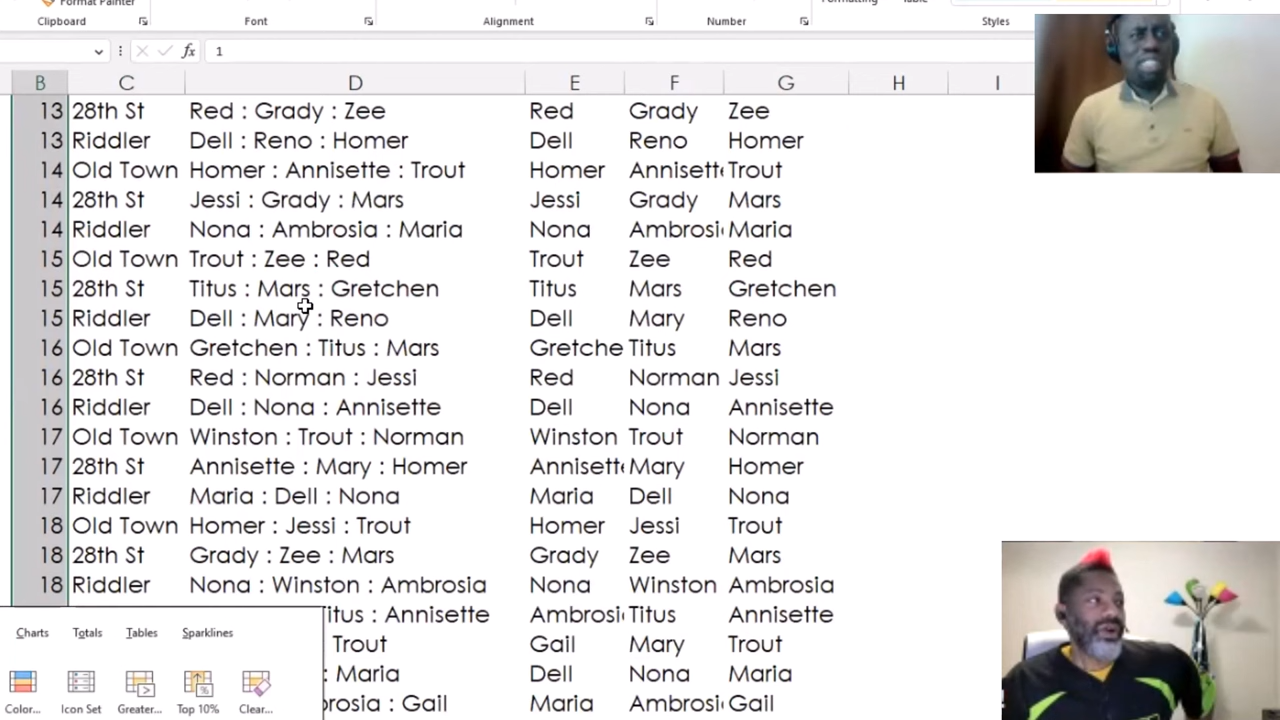 Format Painter
Clipboard Font Alignment Number Formatting Table Styles
fx 1
B C D E F G H I
13 28th St Red : Grady : Zee Red Grady Zee
13 Riddler Dell : Reno : Homer Dell Reno Homer
14 Old Town Homer : Annisette : Trout Homer Annisett Trout
14 28th St Jessi : Grady : Mars Jessi Grady Mars
14 Riddler Nona : Ambrosia : Maria Nona Ambrosi Maria
15 Old Town Trout : Zee : Red Trout Zee Red
15 28th St Titus : Mars : Gretchen Titus Mars Gretchen
15 Riddler Dell : Mary : Reno Dell Mary Reno
16 Old Town Gretchen : Titus : Mars Gretche Titus Mars
16 28th St Red : Norman : Jessi Red Norman Jessi
16 Riddler Dell : Nona : Annisette Dell Nona Annisette
17 Old Town Winston : Trout : Norman Winston Trout Norman
17 28th St Annisette : Mary : Homer Annisett Mary Homer
17 Riddler Maria : Dell : Nona Maria Dell Nona
18 Old Town Homer : Jessi : Trout Homer Jessi Trout
18 28th St Grady : Zee : Mars Grady Zee Mars
18 Riddler Nona : Winston : Ambrosia Nona Winston Ambrosia
itus : Annisette Ambrosi Titus Annisette
Trout Gail Mary Trout
: Maria Dell Nona Maria
brosia : Gail Maria Ambrosi Gail
Charts Totals Tables Sparklines
Color... Icon Set Greater... Top 10% Clear...